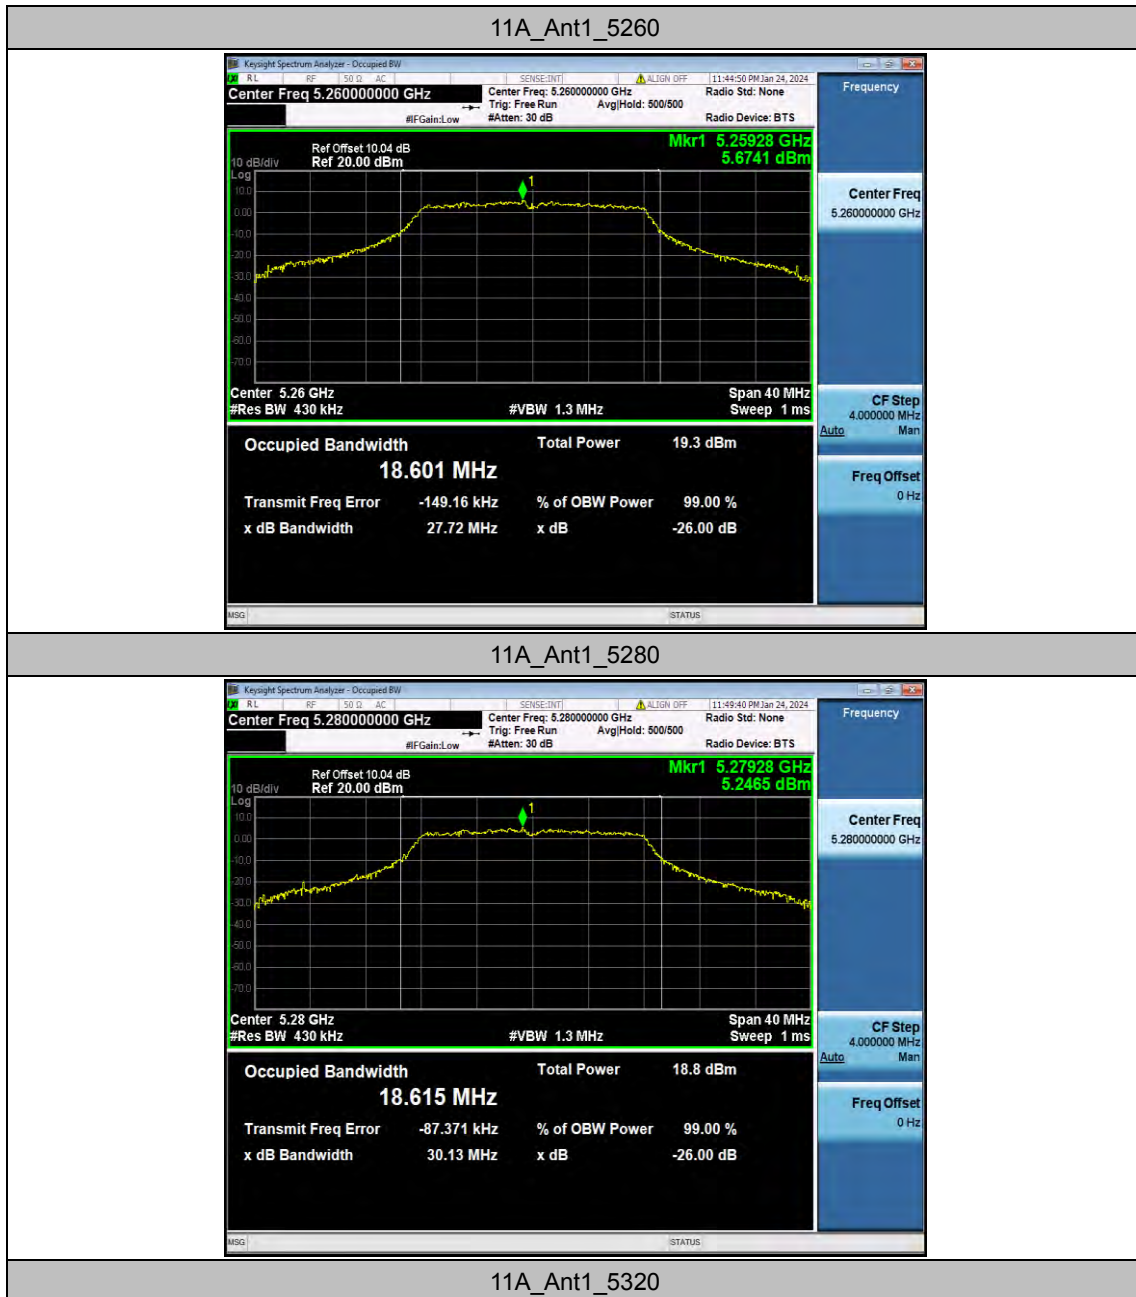 11A_Ant1_5260
Keysight Spectrum Analyzer - Occupied BW
RL RF 50 Ω AC SENSE:INT ALIGN OFF 11:44:50 PM Jan 24, 2024
Center Freq 5.260000000 GHz
Center Freq: 5.260000000 GHz
Radio Std: None
Trig: Free Run Avg|Hold: 500/500
#IFGain:Low #Atten: 30 dB Radio Device: BTS
Frequency
Ref Offset 10.04 dB
Mkr1 5.25928 GHz
10 dB/div Ref 20.00 dBm 5.6741 dBm
Log
10.0
0.00
-10.0
-20.0
-30.0
-40.0
-50.0
-60.0
-70.0
1
Center 5.26 GHz Span 40 MHz
#Res BW 430 kHz #VBW 1.3 MHz Sweep 1 ms
Occupied Bandwidth Total Power 19.3 dBm
18.601 MHz
Transmit Freq Error -149.16 kHz % of OBW Power 99.00 %
x dB Bandwidth 27.72 MHz x dB -26.00 dB
Center Freq
5.260000000 GHz
CF Step
4.000000 MHz
Auto Man
Freq Offset
0 Hz
MSG STATUS
11A_Ant1_5280
Keysight Spectrum Analyzer - Occupied BW
RL RF 50 Ω AC SENSE:INT ALIGN OFF 11:49:40 PM Jan 24, 2024
Center Freq 5.280000000 GHz
Center Freq: 5.280000000 GHz
Radio Std: None
Trig: Free Run Avg|Hold: 500/500
#IFGain:Low #Atten: 30 dB Radio Device: BTS
Frequency
Ref Offset 10.04 dB
Mkr1 5.27928 GHz
10 dB/div Ref 20.00 dBm 5.2465 dBm
Log
10.0
0.00
-10.0
-20.0
-30.0
-40.0
-50.0
-60.0
-70.0
1
Center 5.28 GHz Span 40 MHz
#Res BW 430 kHz #VBW 1.3 MHz Sweep 1 ms
Occupied Bandwidth Total Power 18.8 dBm
18.615 MHz
Transmit Freq Error -87.371 kHz % of OBW Power 99.00 %
x dB Bandwidth 30.13 MHz x dB -26.00 dB
Center Freq
5.280000000 GHz
CF Step
4.000000 MHz
Auto Man
Freq Offset
0 Hz
MSG STATUS
11A_Ant1_5320